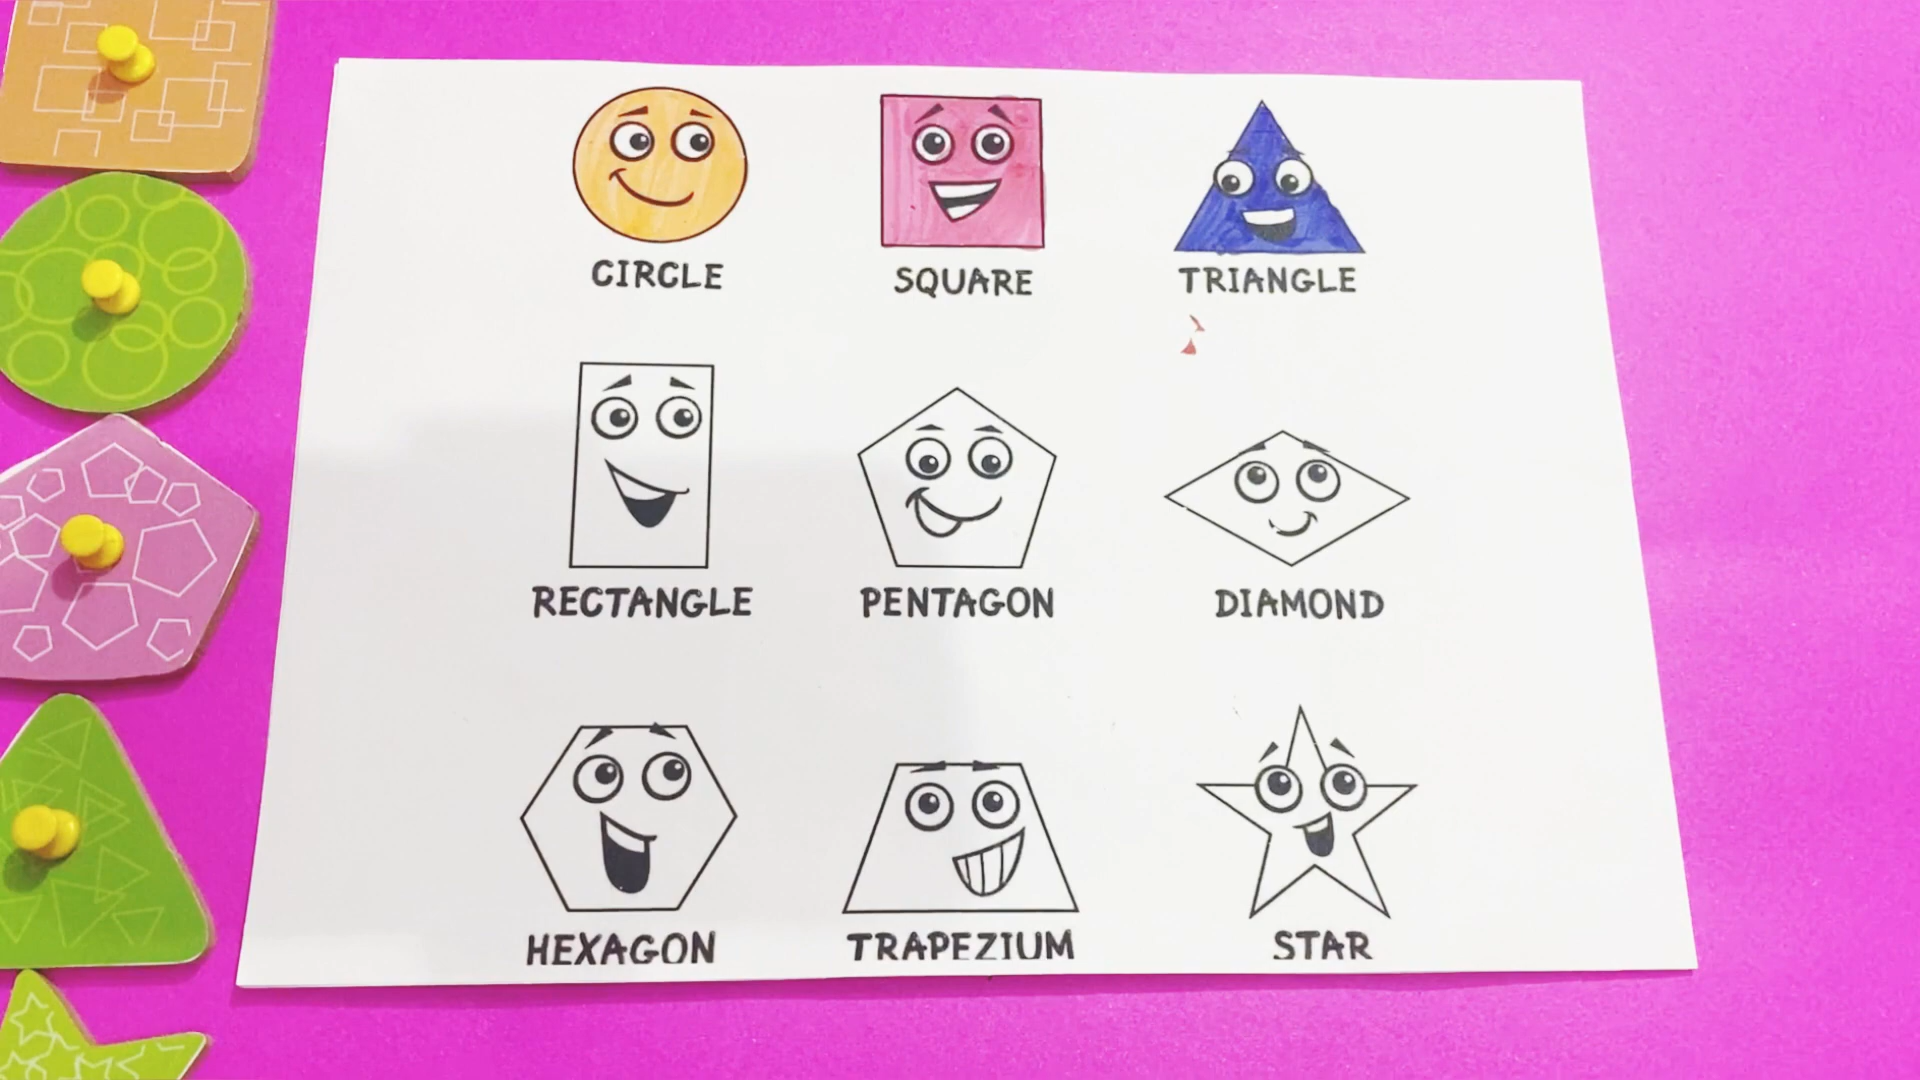 CIRCLE
SQUARE
TRIANGLE
RECTANGLE
PENTAGON
DIAMOND
HEXAGON
TRAPEZIUM
STAR